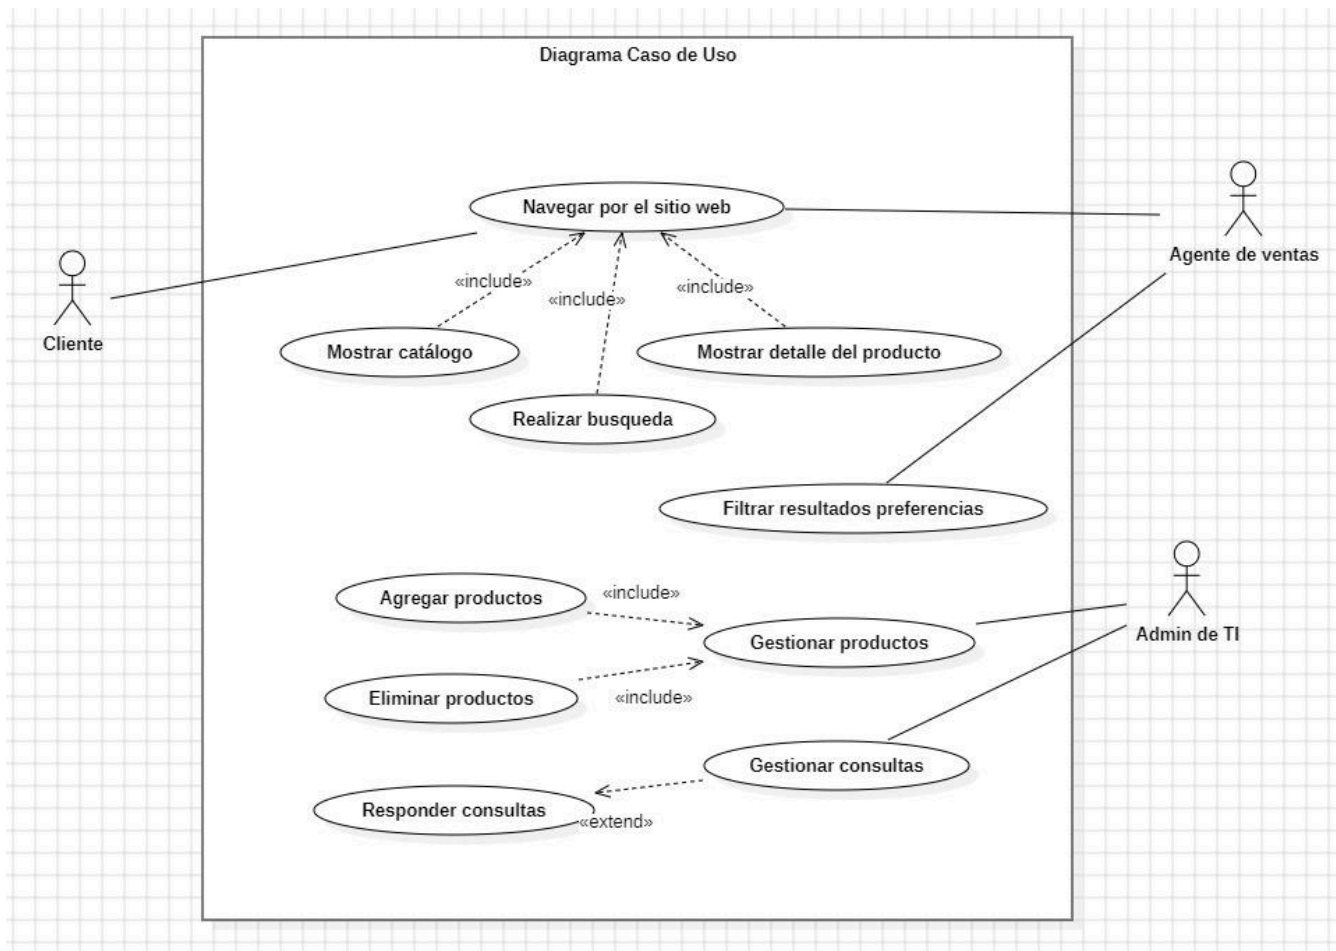 Diagrama Caso de Uso
Navegar por el sitio web
Agente de ventas
«include»
«include»
«include»
Cliente
Mostrar catálogo
Mostrar detalle del producto
Realizar busqueda
Filtrar resultados preferencias
Agregar productos
«include»
Gestionar productos
Admin de TI
Eliminar productos
«include»
Gestionar consultas
Responder consultas
«extend»